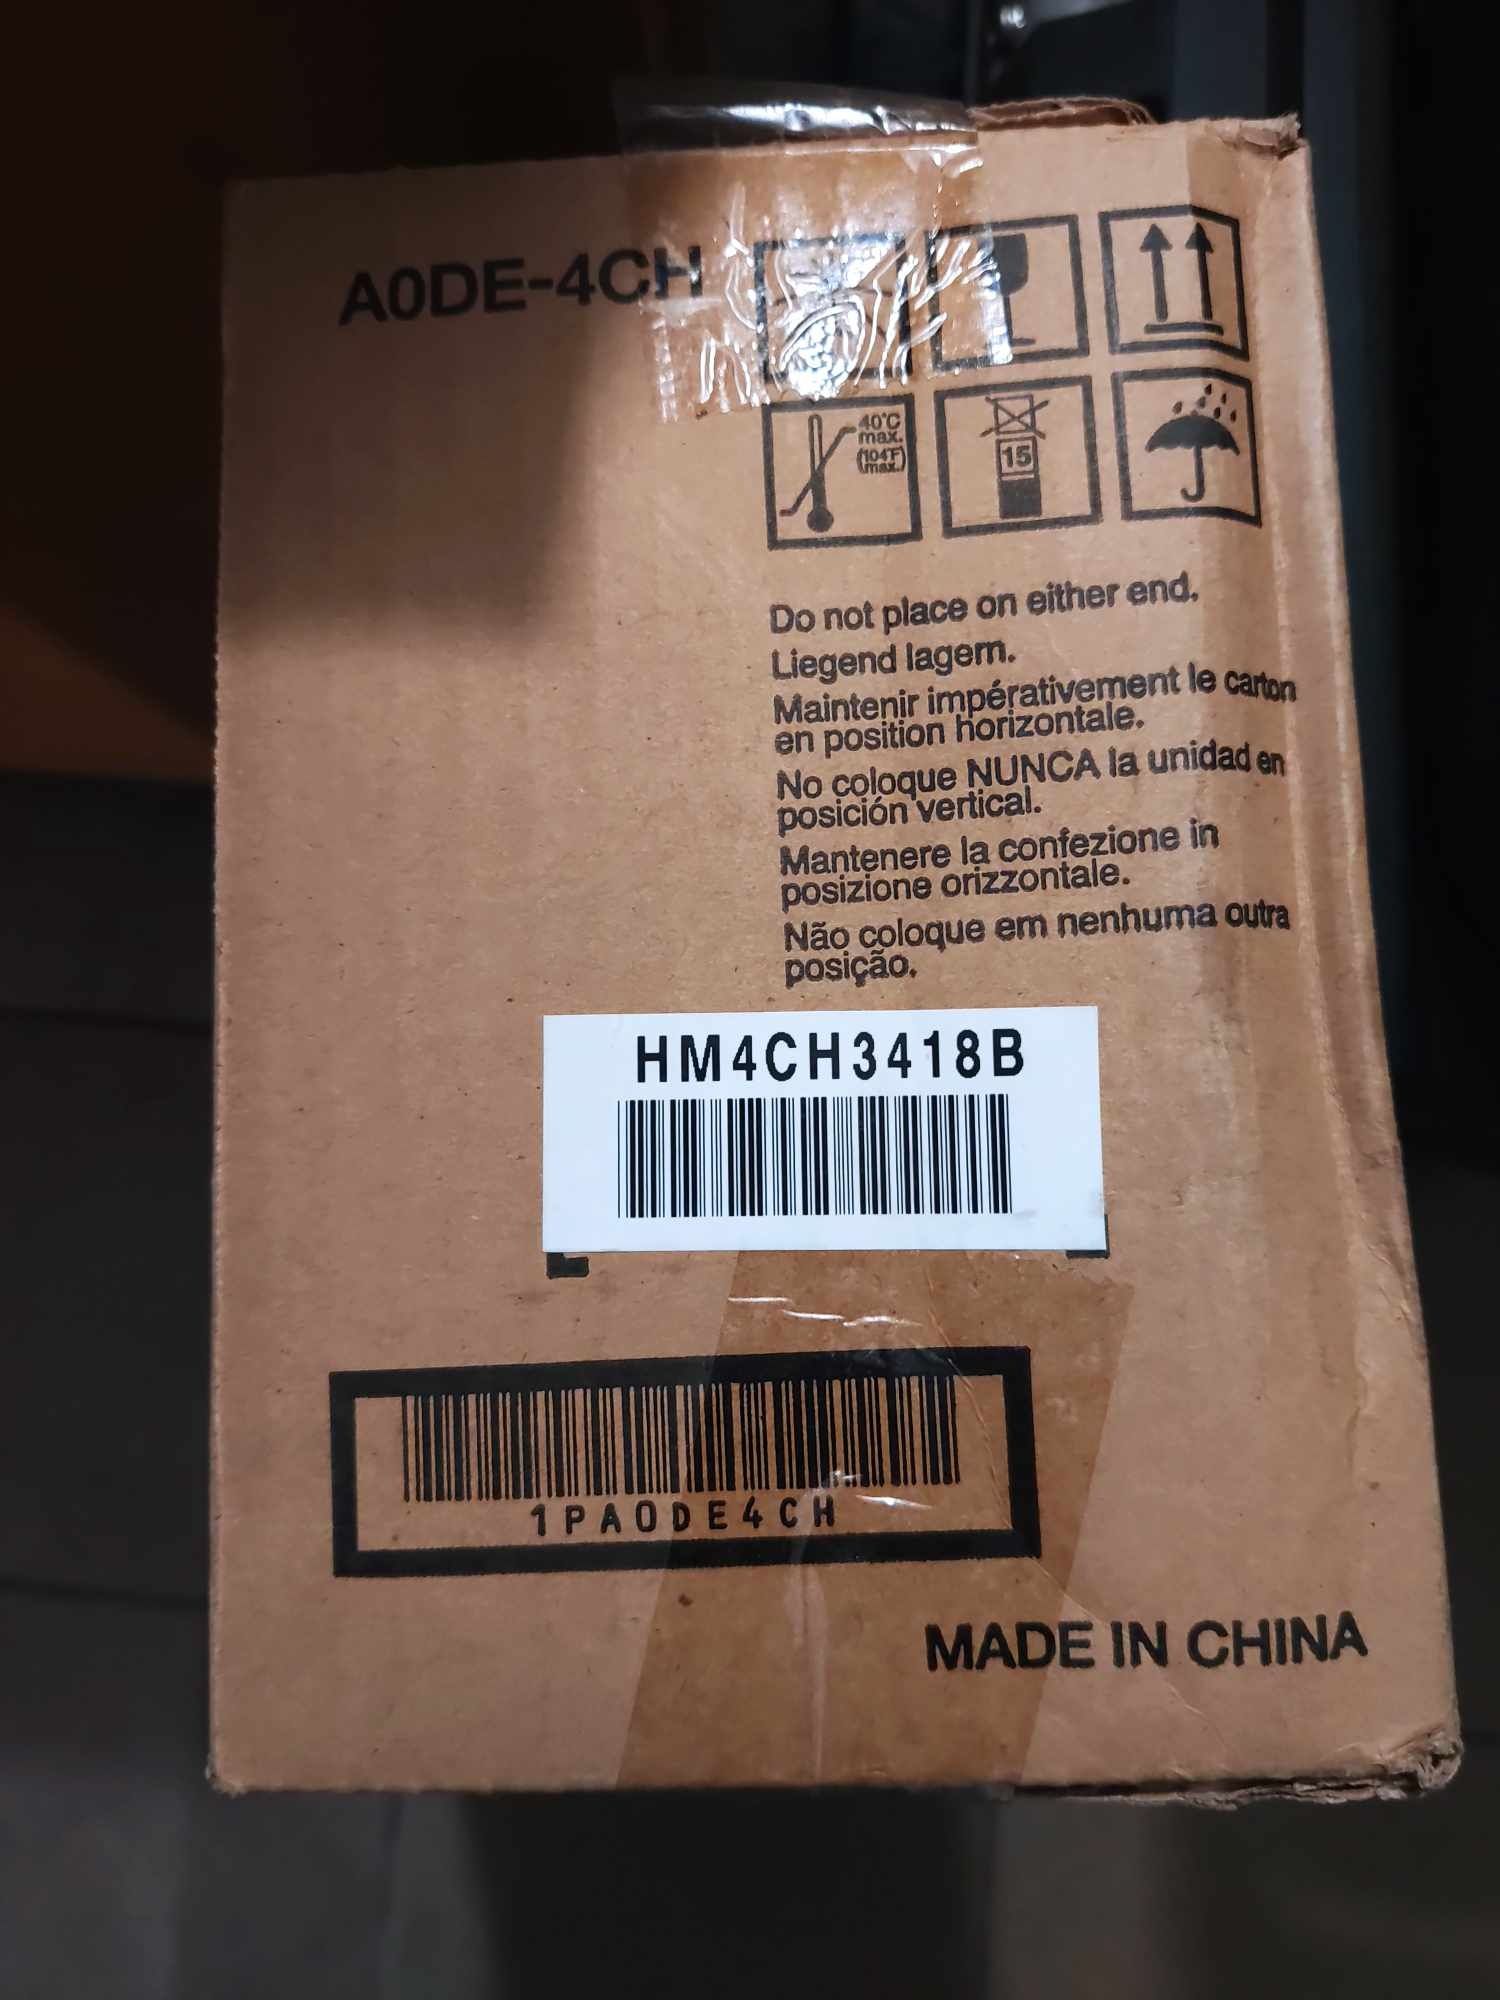 A0DE-4CH
40°C
max.
(104°F)
(max.)
15
Do not place on either end.
Liegend lagern.
Maintenir impérativement le carton
en position horizontale.
No coloque NUNCA la unidad en
posición vertical.
Mantenere la confezione in
posizione orizzontale.
Não coloque em nenhuma outra
posição.
HM4CH3418B
1PA0DE4CH
MADE IN CHINA